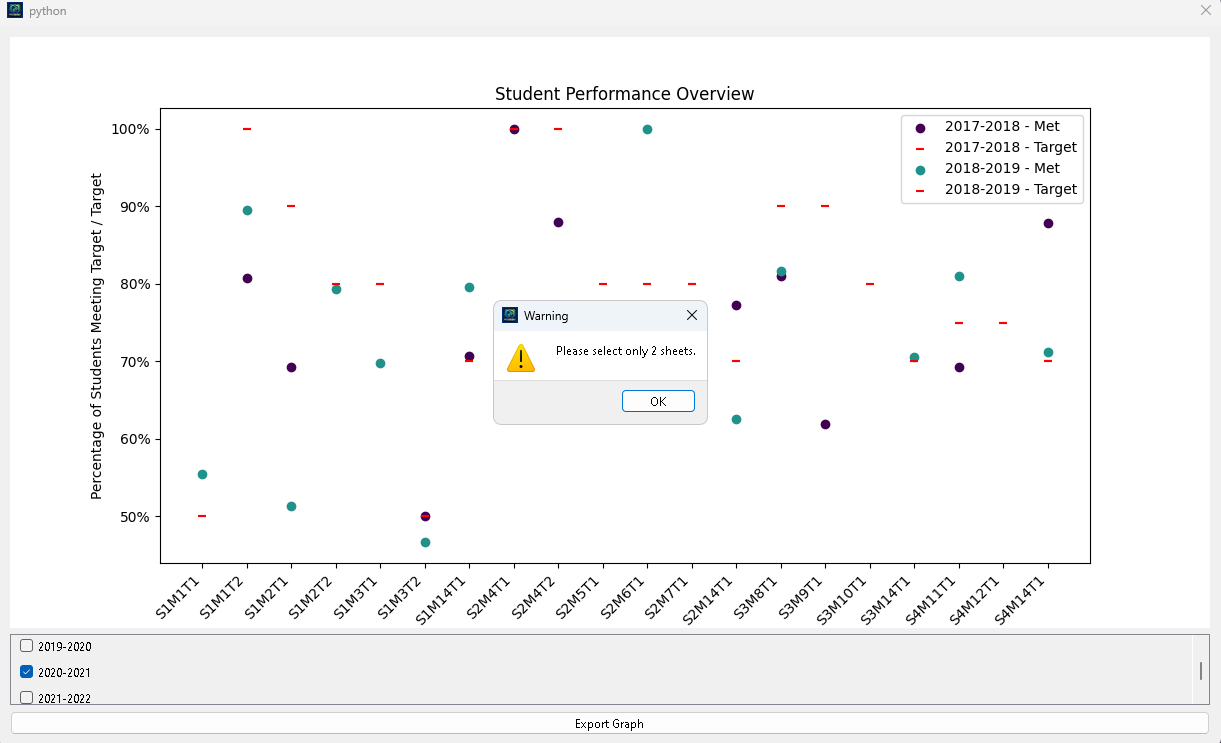 python
Student Performance Overview
Percentage of Students Meeting Target / Target
100%
90%
80%
70%
60%
50%
2017-2018 - Met
2017-2018 - Target
2018-2019 - Met
2018-2019 - Target
Warning
Please select only 2 sheets.
OK
S1M1T1
S1M1T2
S1M2T1
S1M2T2
S1M3T1
S1M3T2
S1M14T1
S2M4T1
S2M4T2
S2M5T1
S2M6T1
S2M7T1
S2M14T1
S3M8T1
S3M9T1
S3M10T1
S3M14T1
S4M11T1
S4M12T1
S4M14T1
2019-2020
2020-2021
2021-2022
Export Graph